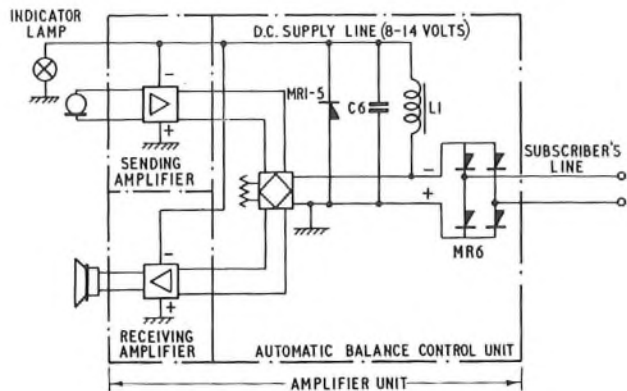 INDICATOR
LAMP
D.C. SUPPLY LINE (8-14 VOLTS)
-
MRI-5
C6
L1
+
SENDING
AMPLIFIER
-
+
SUBSCRIBER'S
LINE
MR6
-
+
RECEIVING
AMPLIFIER
AUTOMATIC BALANCE CONTROL UNIT
AMPLIFIER UNIT